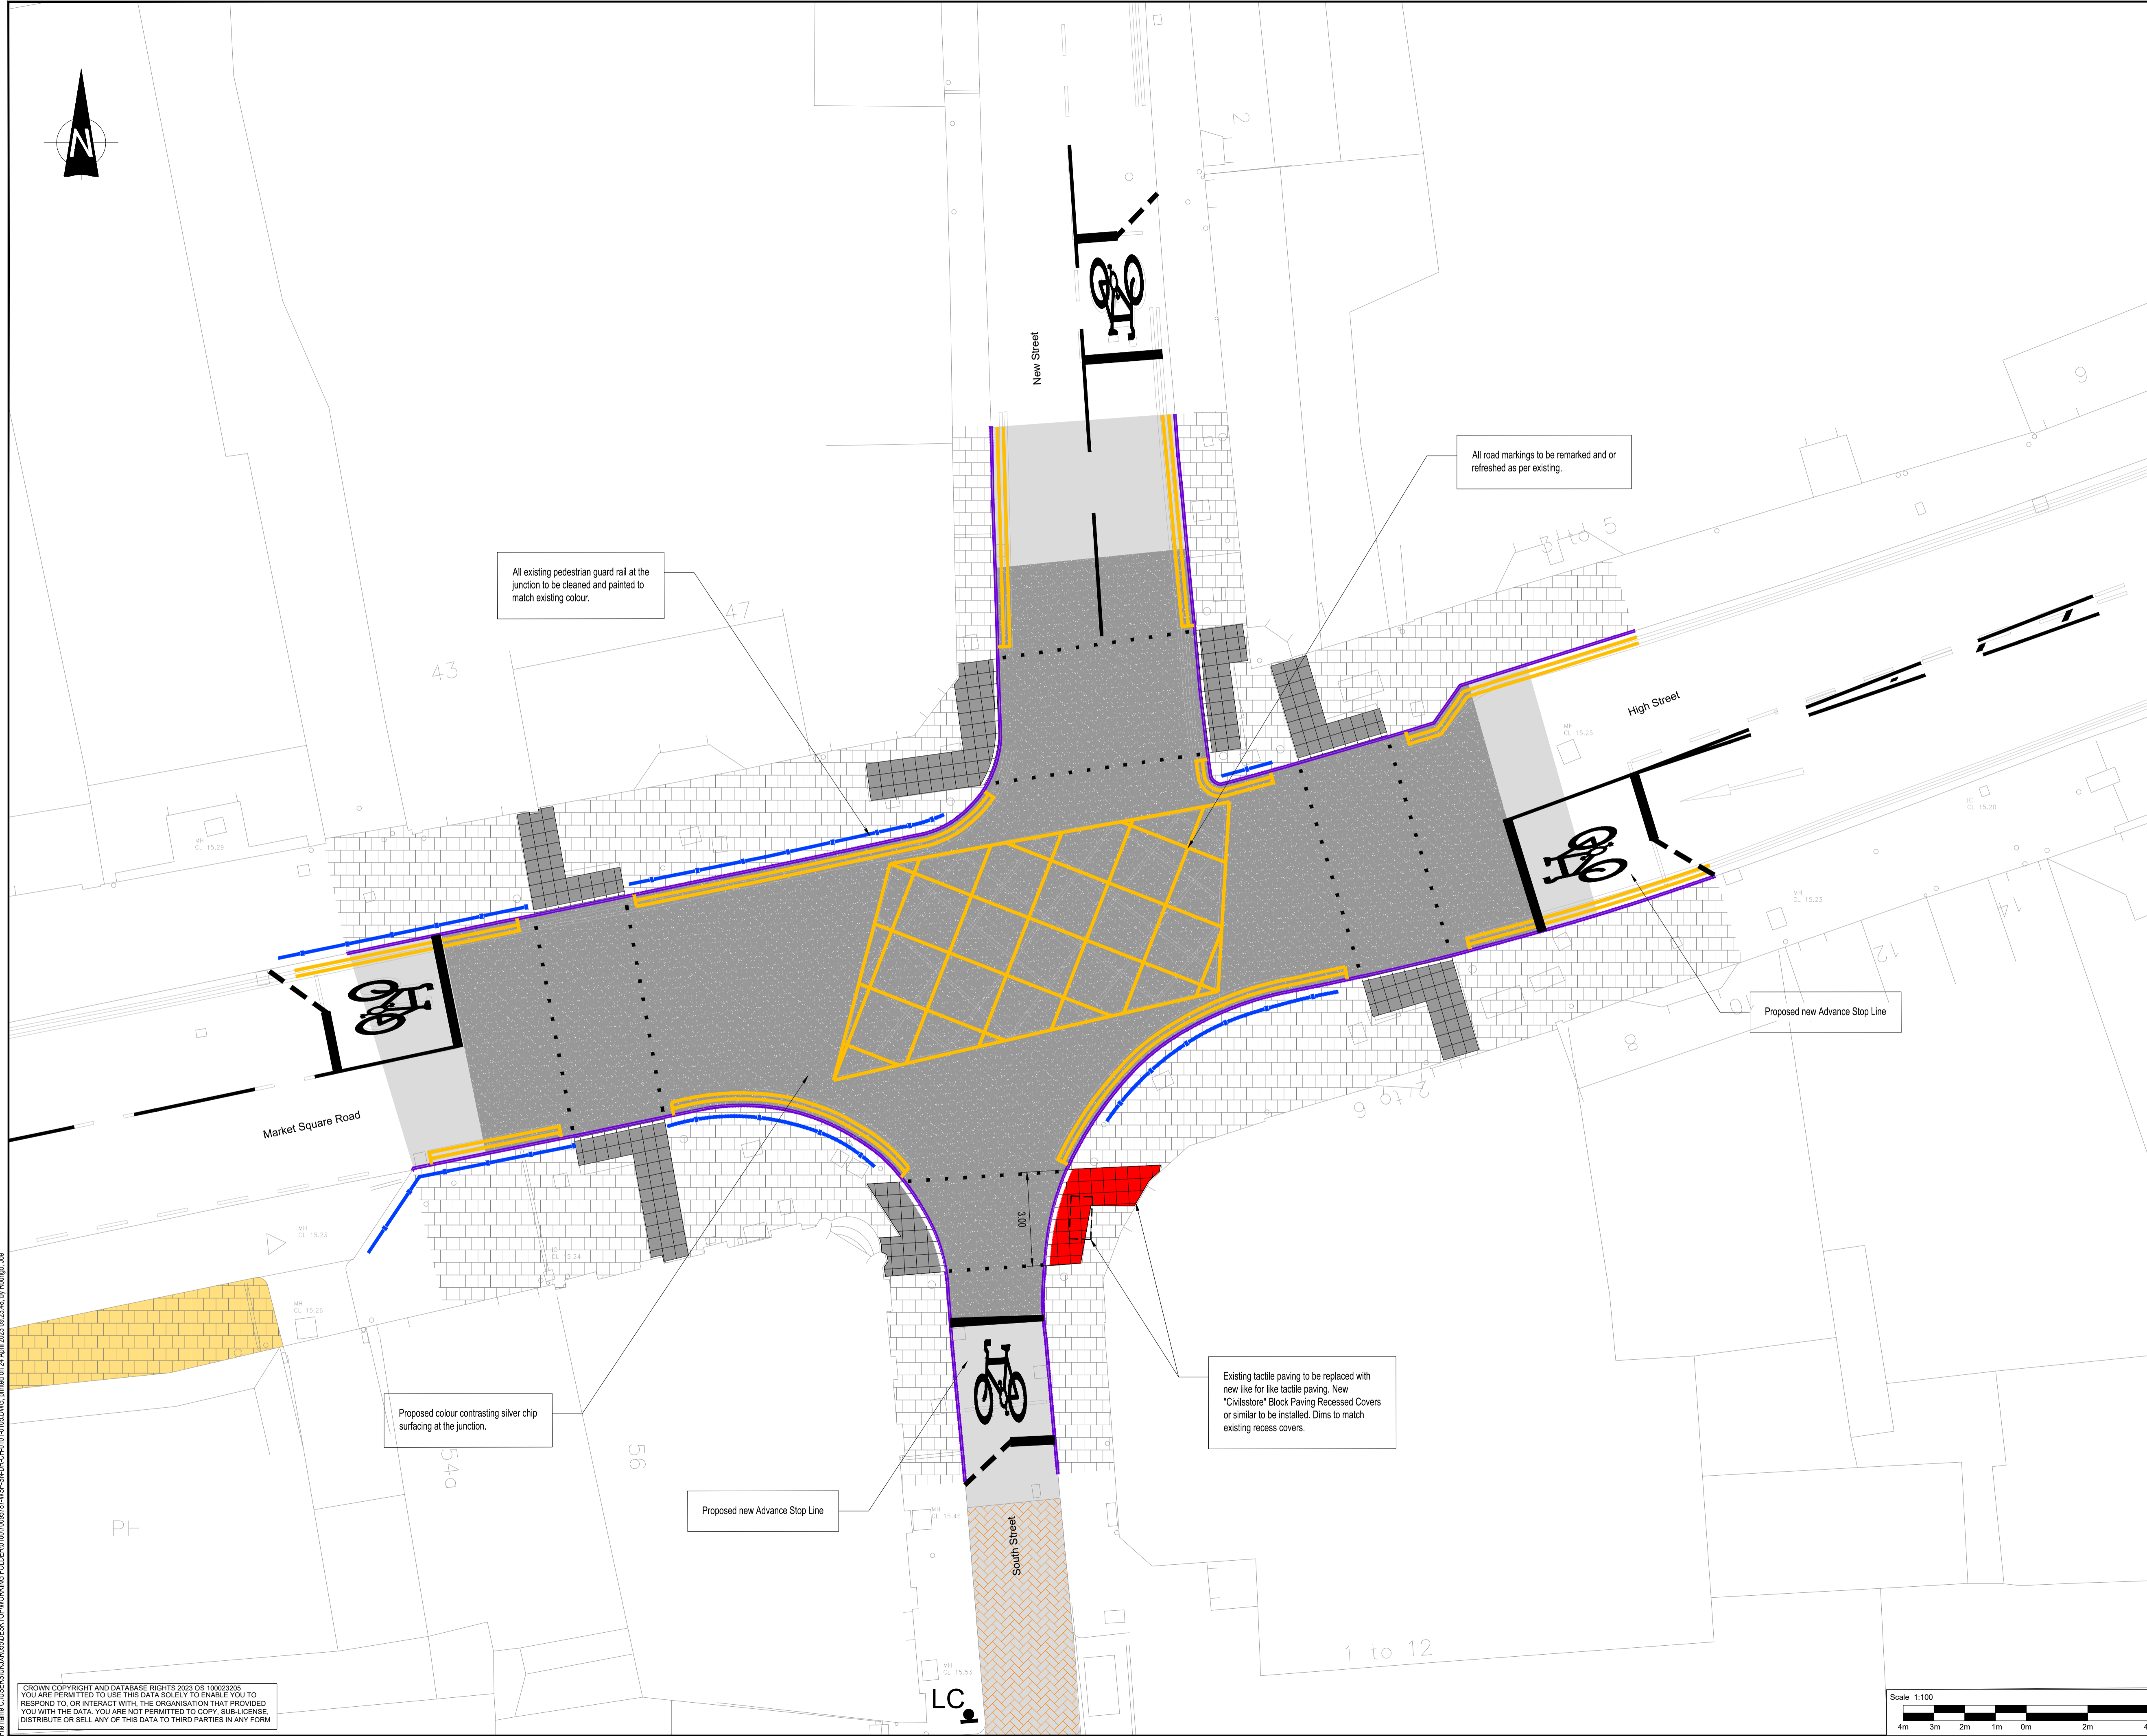 N
2
New Street
9
All road markings to be remarked and or
refreshed as per existing.
3 to 5
All existing pedestrian guard rail at the
junction to be cleaned and painted to
match existing colour.
47
43
1
High Street
MH
CL 15.25
IC
CL 15.20
MH
CL 15.28
MH
CL 15.23
14
12
10
8
Proposed new Advance Stop Line
2 to 6
Market Square Road
3.00
MH
CL 15.23
MH
CL 15.26
Existing tactile paving to be replaced with
new like for like tactile paving. New
"Civilsstore" Block Paving Recessed Covers
or similar to be installed. Dims to match
existing recess covers.
Proposed colour contrasting silver chip
surfacing at the junction.
54a
56
Proposed new Advance Stop Line
MH
CL 15.46
South Street
PH
1 to 12
MH
CL 15.53
LC
CROWN COPYRIGHT AND DATABASE RIGHTS 2023 OS 100023205
YOU ARE PERMITTED TO USE THIS DATA SOLELY TO ENABLE YOU TO
RESPOND TO, OR INTERACT WITH, THE ORGANISATION THAT PROVIDED
YOU WITH THE DATA. YOU ARE NOT PERMITTED TO COPY, SUB-LICENSE,
DISTRIBUTE OR SELL ANY OF THIS DATA TO THIRD PARTIES IN ANY FORM
Scale 1:100
4m 3m 2m 1m 0m 2m 4